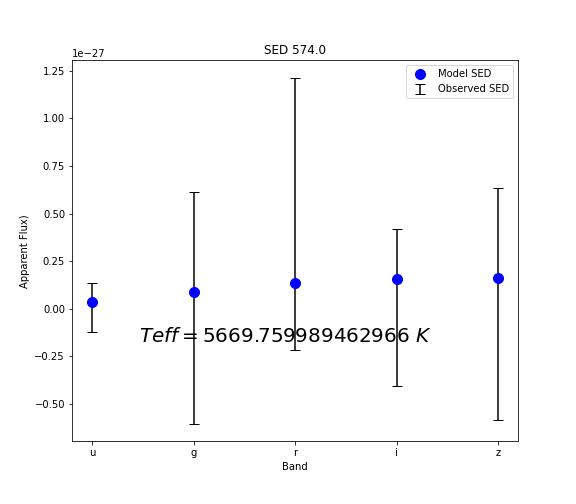 SED 574.0
1e−27
Model SED
Observed SED
1.25
1.00
0.75
0.50
0.25
0.00
−0.25
−0.50
Apparent Flux)
Teff = 5669.759989462966 K
u g r i z
Band